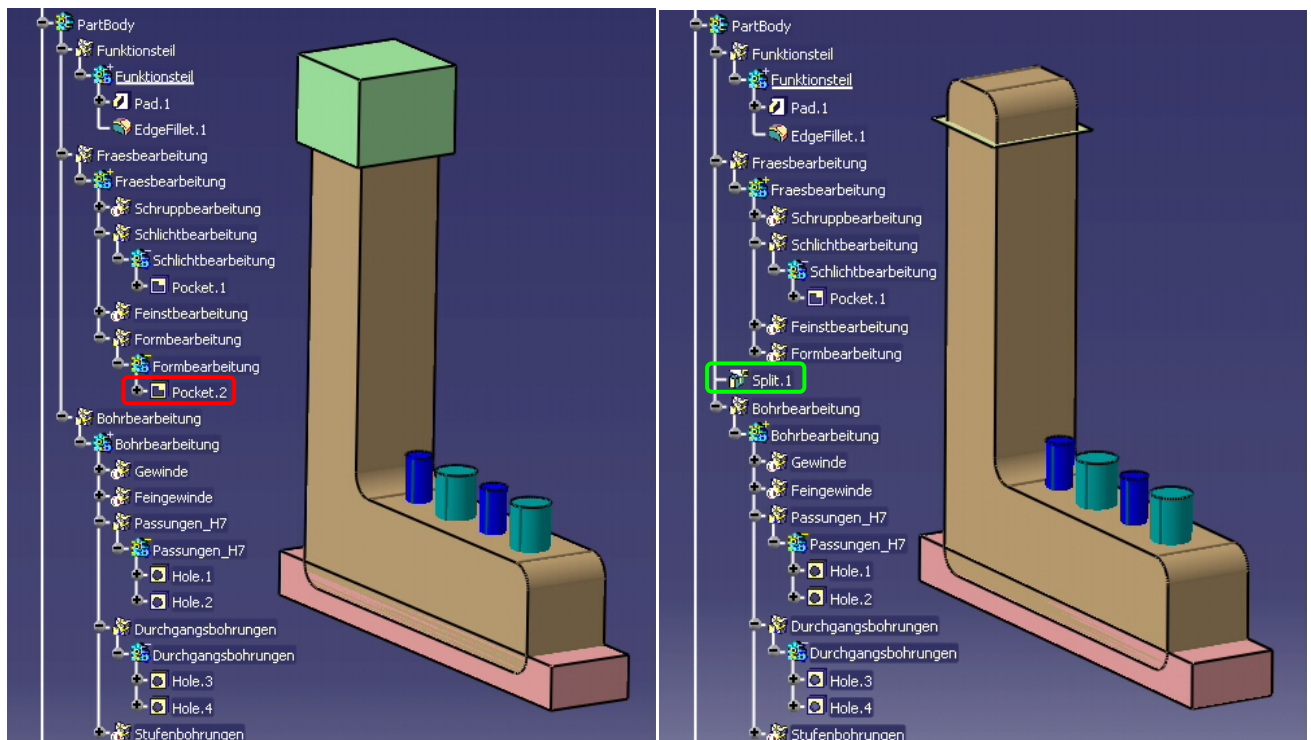 PartBody
Funktionsteil
Funktionsteil
Pad.1
EdgeFillet.1
Fraesbearbeitung
Fraesbearbeitung
Schruppbearbeitung
Schlichtbearbeitung
Schlichtbearbeitung
Pocket.1
Feinstbearbeitung
Formbearbeitung
Formbearbeitung
Pocket.2
Bohrbearbeitung
Bohrbearbeitung
Gewinde
Feingewinde
Passungen_H7
Passungen_H7
Hole.1
Hole.2
Durchgangsbohrungen
Durchgangsbohrungen
Hole.3
Hole.4
Stufenbohrungen
PartBody
Funktionsteil
Funktionsteil
Pad.1
EdgeFillet.1
Fraesbearbeitung
Fraesbearbeitung
Schruppbearbeitung
Schlichtbearbeitung
Schlichtbearbeitung
Pocket.1
Feinstbearbeitung
Formbearbeitung
Split.1
Bohrbearbeitung
Bohrbearbeitung
Gewinde
Feingewinde
Passungen_H7
Passungen_H7
Hole.1
Hole.2
Durchgangsbohrungen
Durchgangsbohrungen
Hole.3
Hole.4
Stufenbohrungen